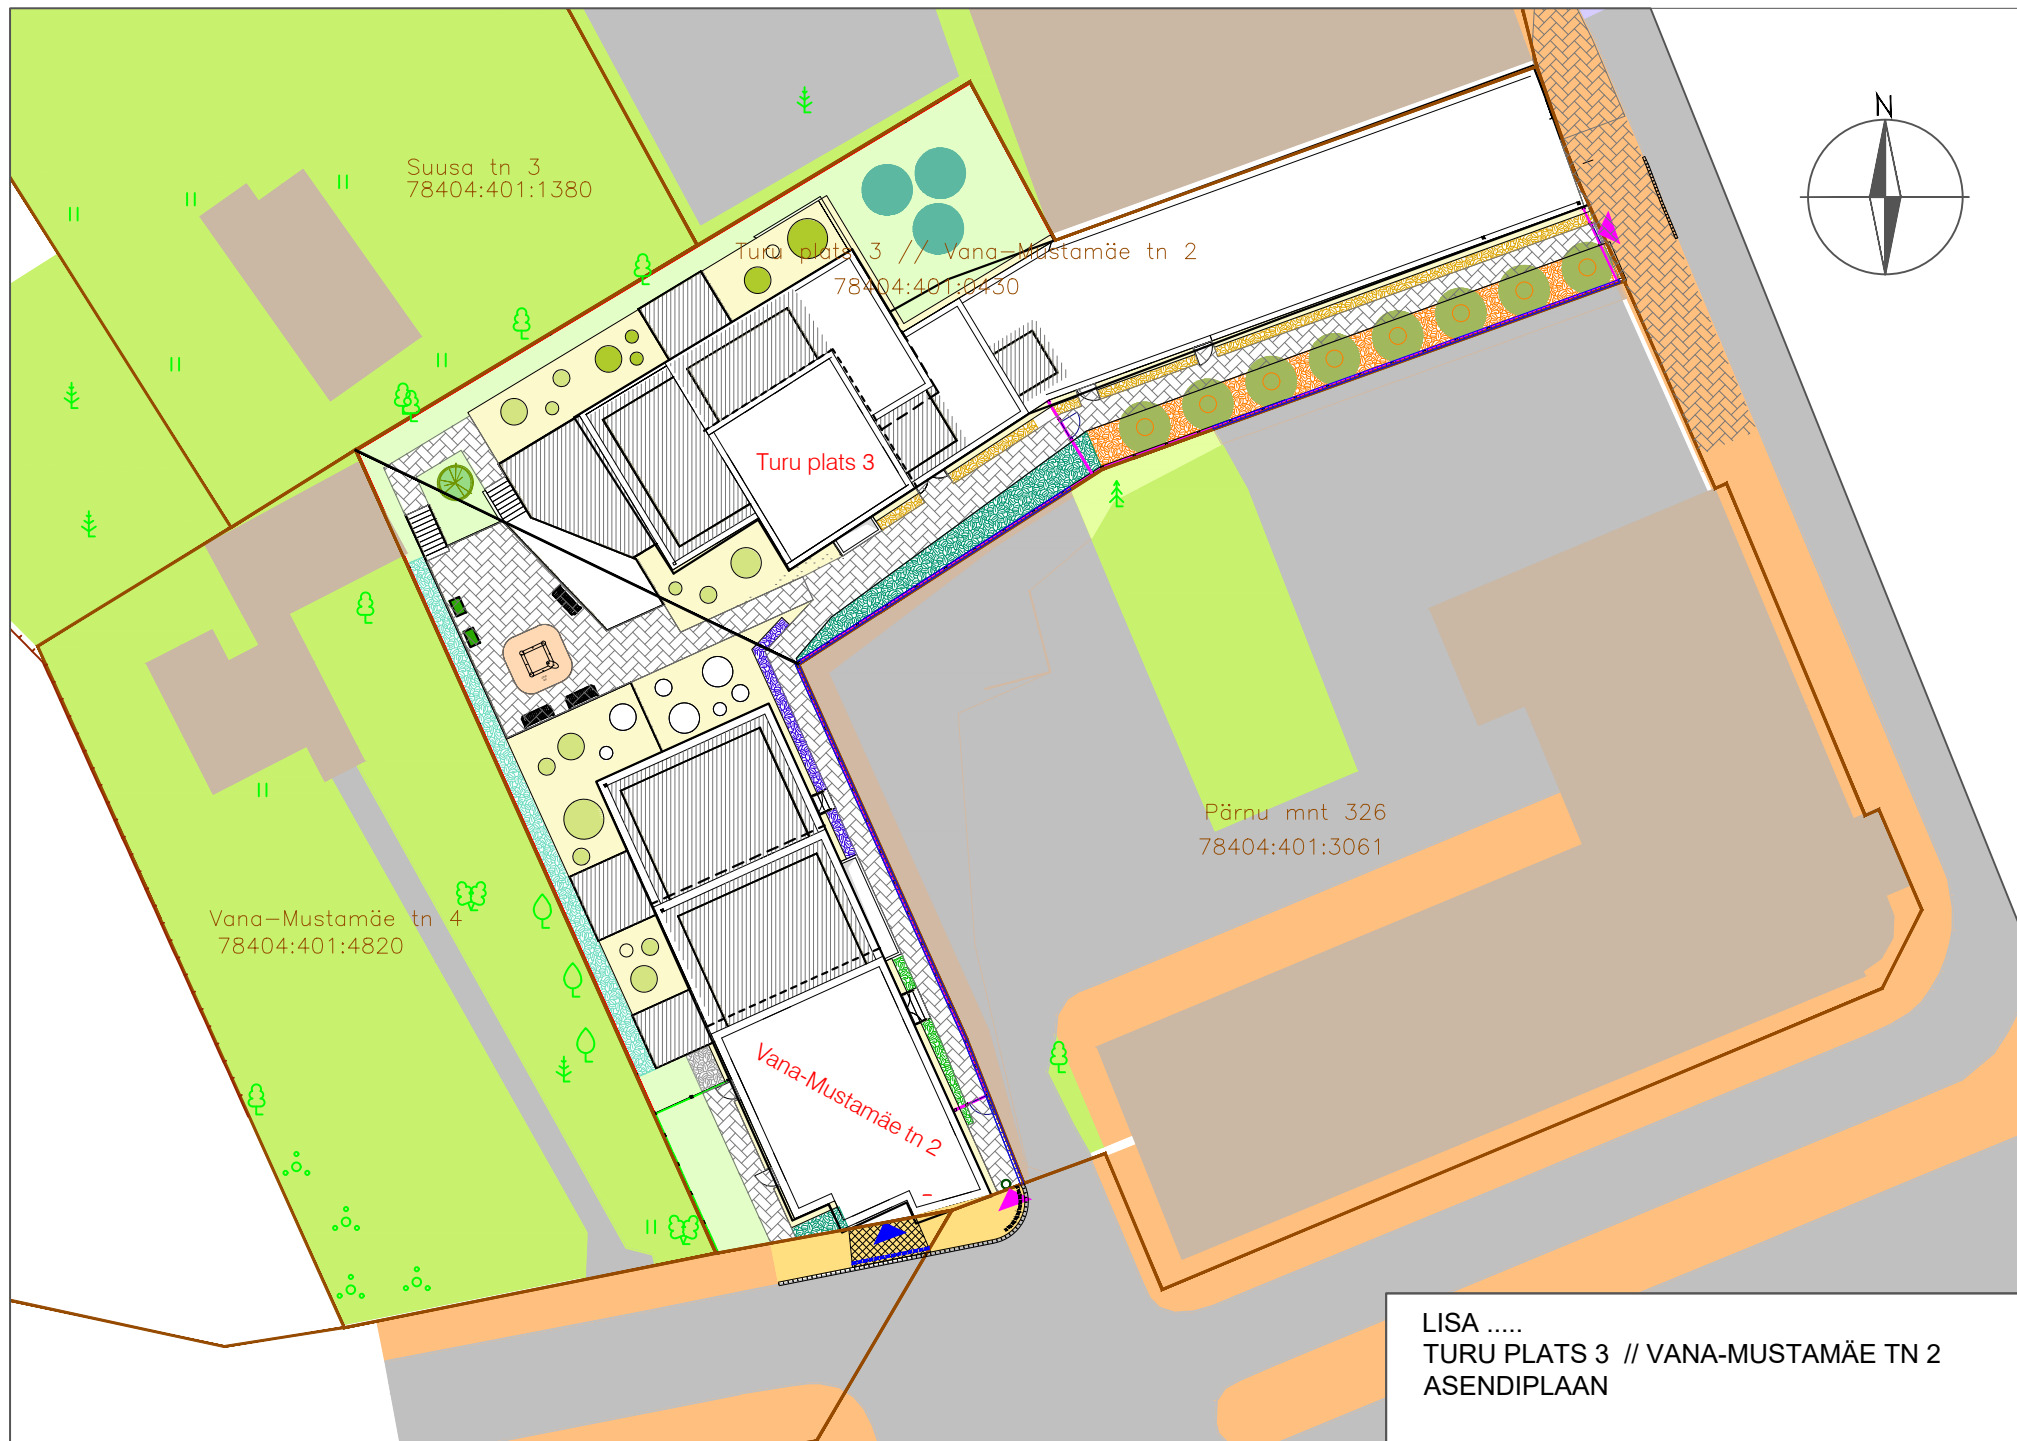 N
Suusa tn 3
78404:401:1380
Turu plats 3 // Vana-Mustamäe tn 2
78404:401:0430
Turu plats 3
Pärnu mnt 326
78404:401:3061
Vana-Mustamäe tn 4
78404:401:4820
Vana-Mustamäe tn 2
LISA .....
TURU PLATS 3 // VANA-MUSTAMÄE TN 2
ASENDIPLAAN